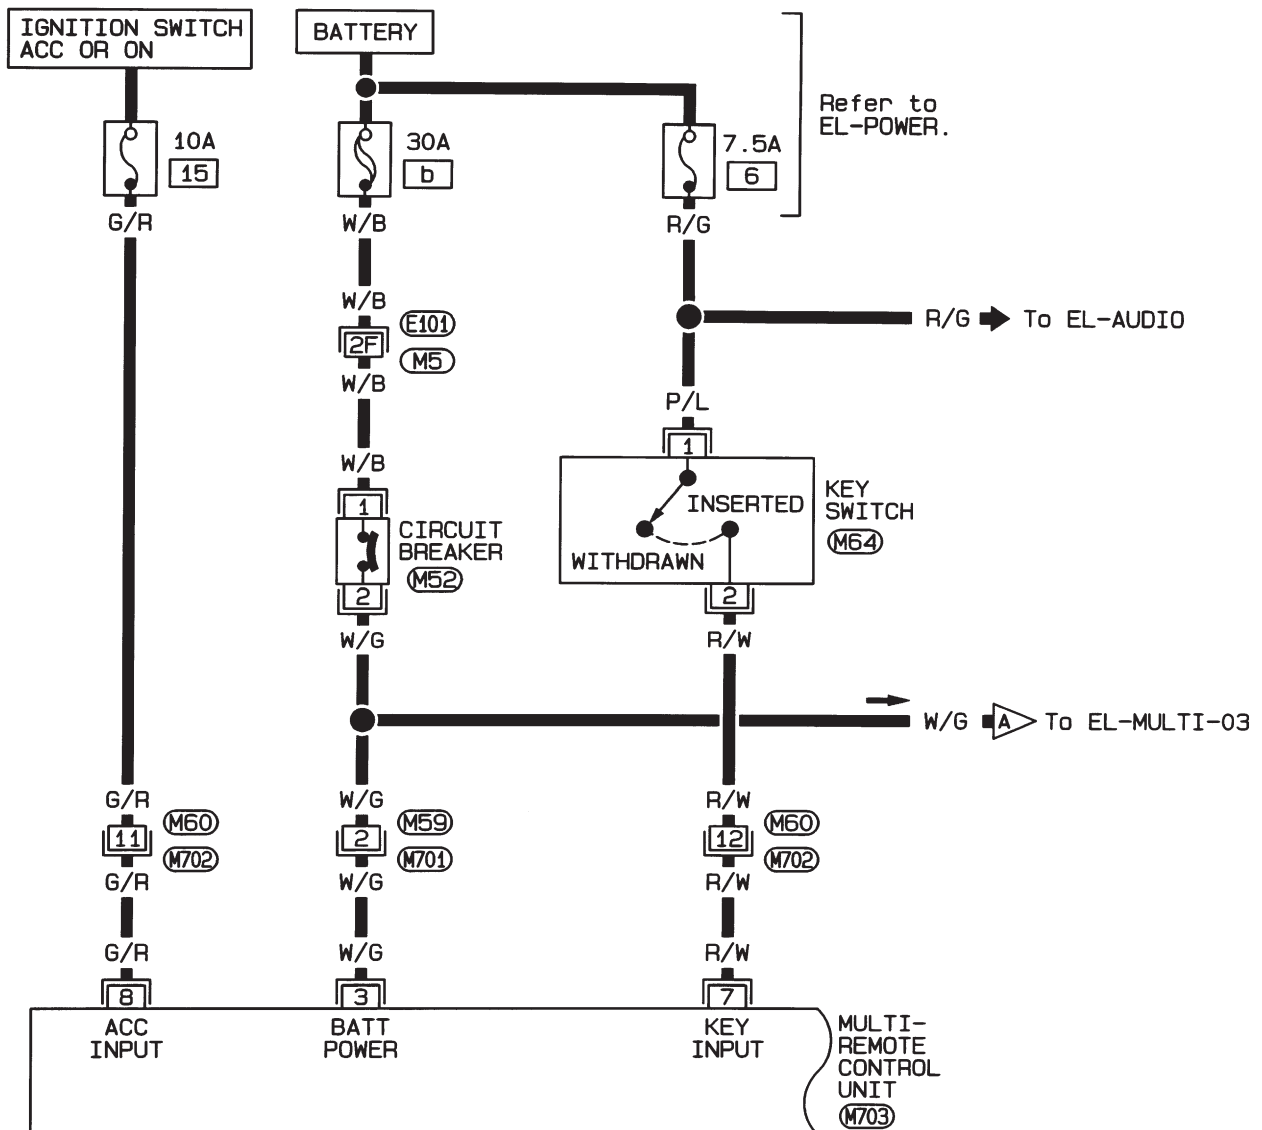 IGNITION SWITCH
ACC OR ON
BATTERY
Refer to
EL-POWER.
10A
15
30A
b
7.5A
6
G/R
W/B
R/G
W/B
E101
2F
M5
W/B
R/G
To EL-AUDIO
P/L
1
W/B
1
CIRCUIT
BREAKER
M52
2
W/G
INSERTED
WITHDRAWN
KEY
SWITCH
M64
2
R/W
W/G
A
To EL-MULTI-03
G/R
M60
11
M702
G/R
G/R
8
W/G
M59
2
M701
W/G
W/G
3
R/W
M60
12
M702
R/W
R/W
7
ACC
INPUT
BATT
POWER
KEY
INPUT
MULTI-
REMOTE
CONTROL
UNIT
M703